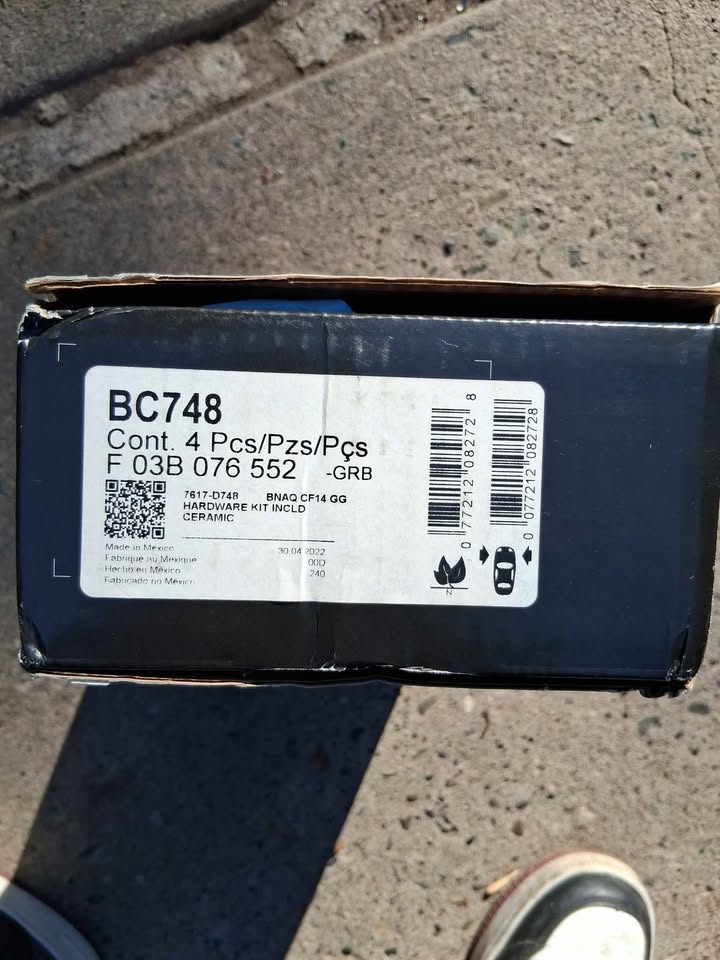 BC748
Cont. 4 Pcs/Pzs/Pçs
F 03B 076 552 -GRB
7617-D748 BNAQ CF14 GG
HARDWARE KIT INCLD
CERAMIC
Made in Mexico 30 04 2022
Fabriqué au Mexique 00D
Hecho en México 240
Fabricado no México
0 77212 08272 8
0 077212 082728
N